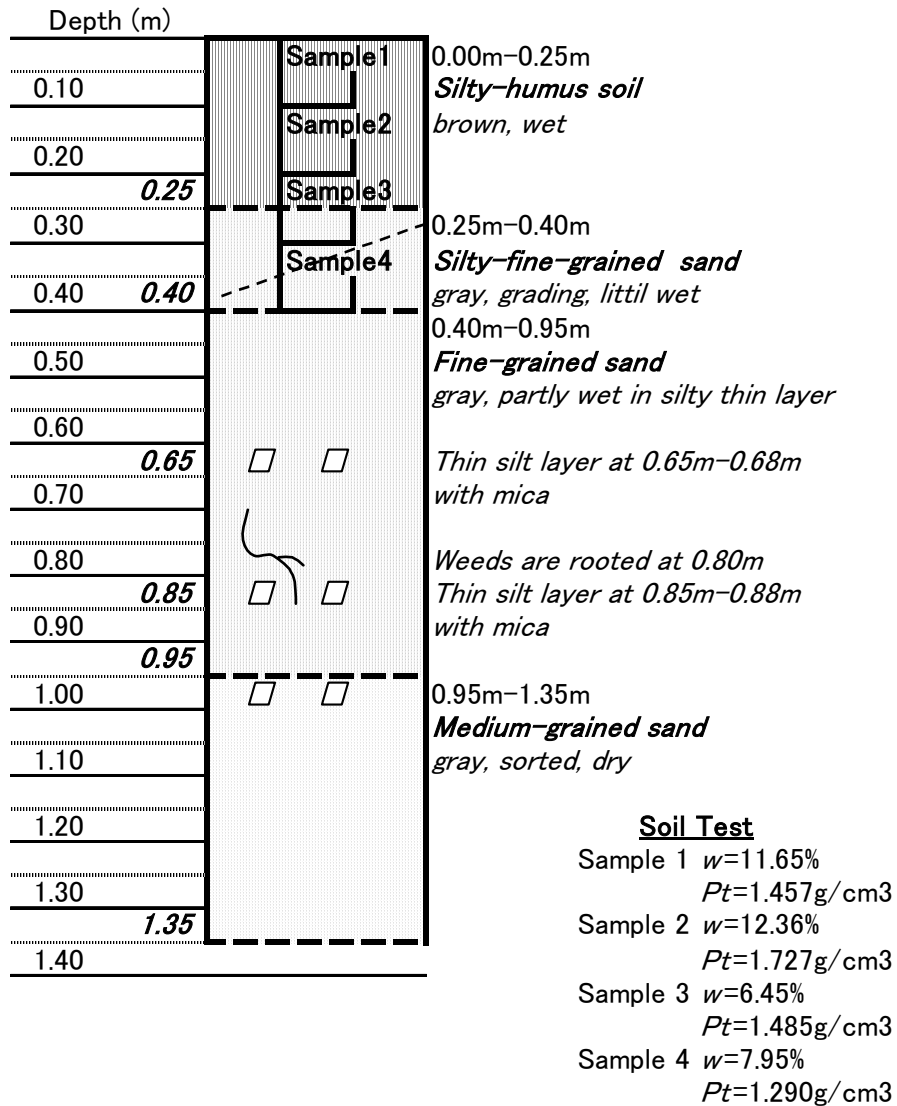 Depth (m)
0.10
0.20
0.25
0.30
0.40 0.40
0.50
0.60
0.65
0.70
0.80
0.85
0.90
0.95
1.00
1.10
1.20
1.30
1.35
1.40
Sample1
Sample2
Sample3
Sample4
0.00m-0.25m
Silty-humus soil
brown, wet
0.25m-0.40m
Silty-fine-grained sand
gray, grading, littil wet
0.40m-0.95m
Fine-grained sand
gray, partly wet in silty thin layer
Thin silt layer at 0.65m-0.68m
with mica
Weeds are rooted at 0.80m
Thin silt layer at 0.85m-0.88m
with mica
0.95m-1.35m
Medium-grained sand
gray, sorted, dry
Soil Test
Sample 1 w=11.65%
Pt=1.457g/cm3
Sample 2 w=12.36%
Pt=1.727g/cm3
Sample 3 w=6.45%
Pt=1.485g/cm3
Sample 4 w=7.95%
Pt=1.290g/cm3